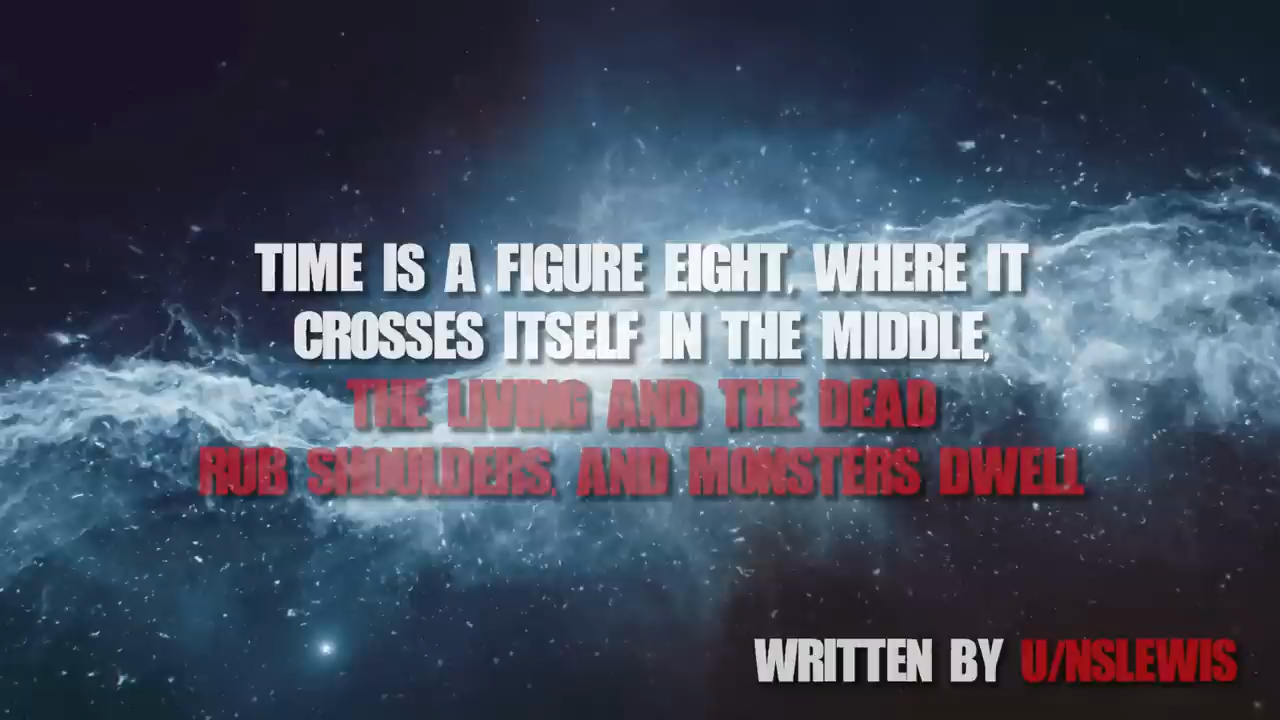 TIME IS A FIGURE EIGHT, WHERE IT
CROSSES ITSELF IN THE MIDDLE,
THE LIVING AND THE DEAD
RUB SHOULDERS, AND MONSTERS DWELL
WRITTEN BY U/NSLEWIS